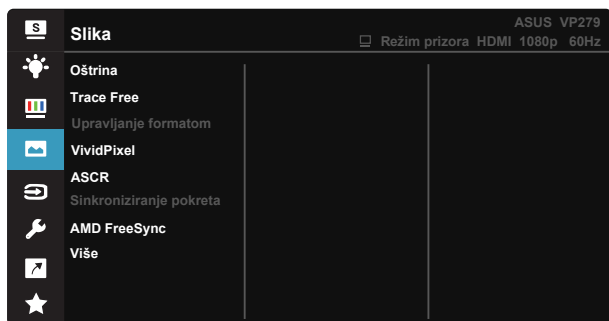 S
Slika
ASUS VP279
Režim prizora HDMI 1080p 60Hz
Oštrina
Trace Free
Upravljanje formatom
VividPixel
ASCR
Sinkroniziranje pokreta
AMD FreeSync
Više